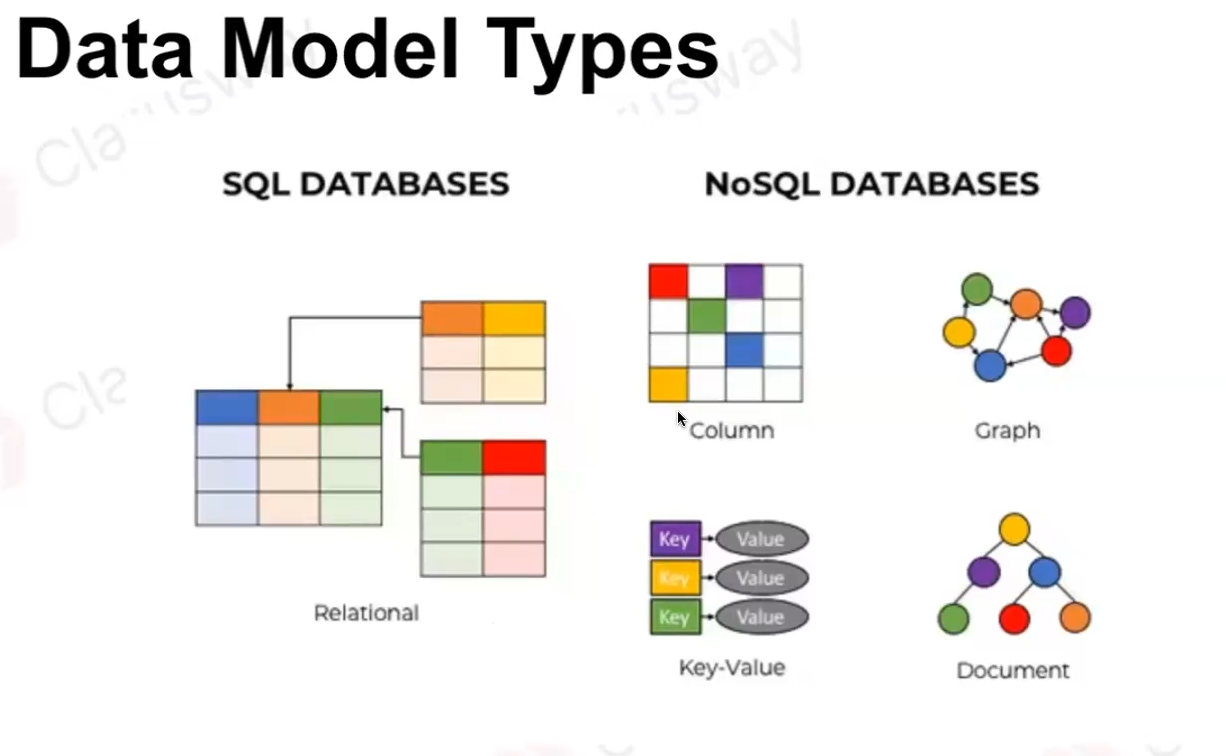 Data Model Types
SQL DATABASES
NoSQL DATABASES
Relational
Column
Graph
Key Value
Key Value
Key Value
Key-Value
Document